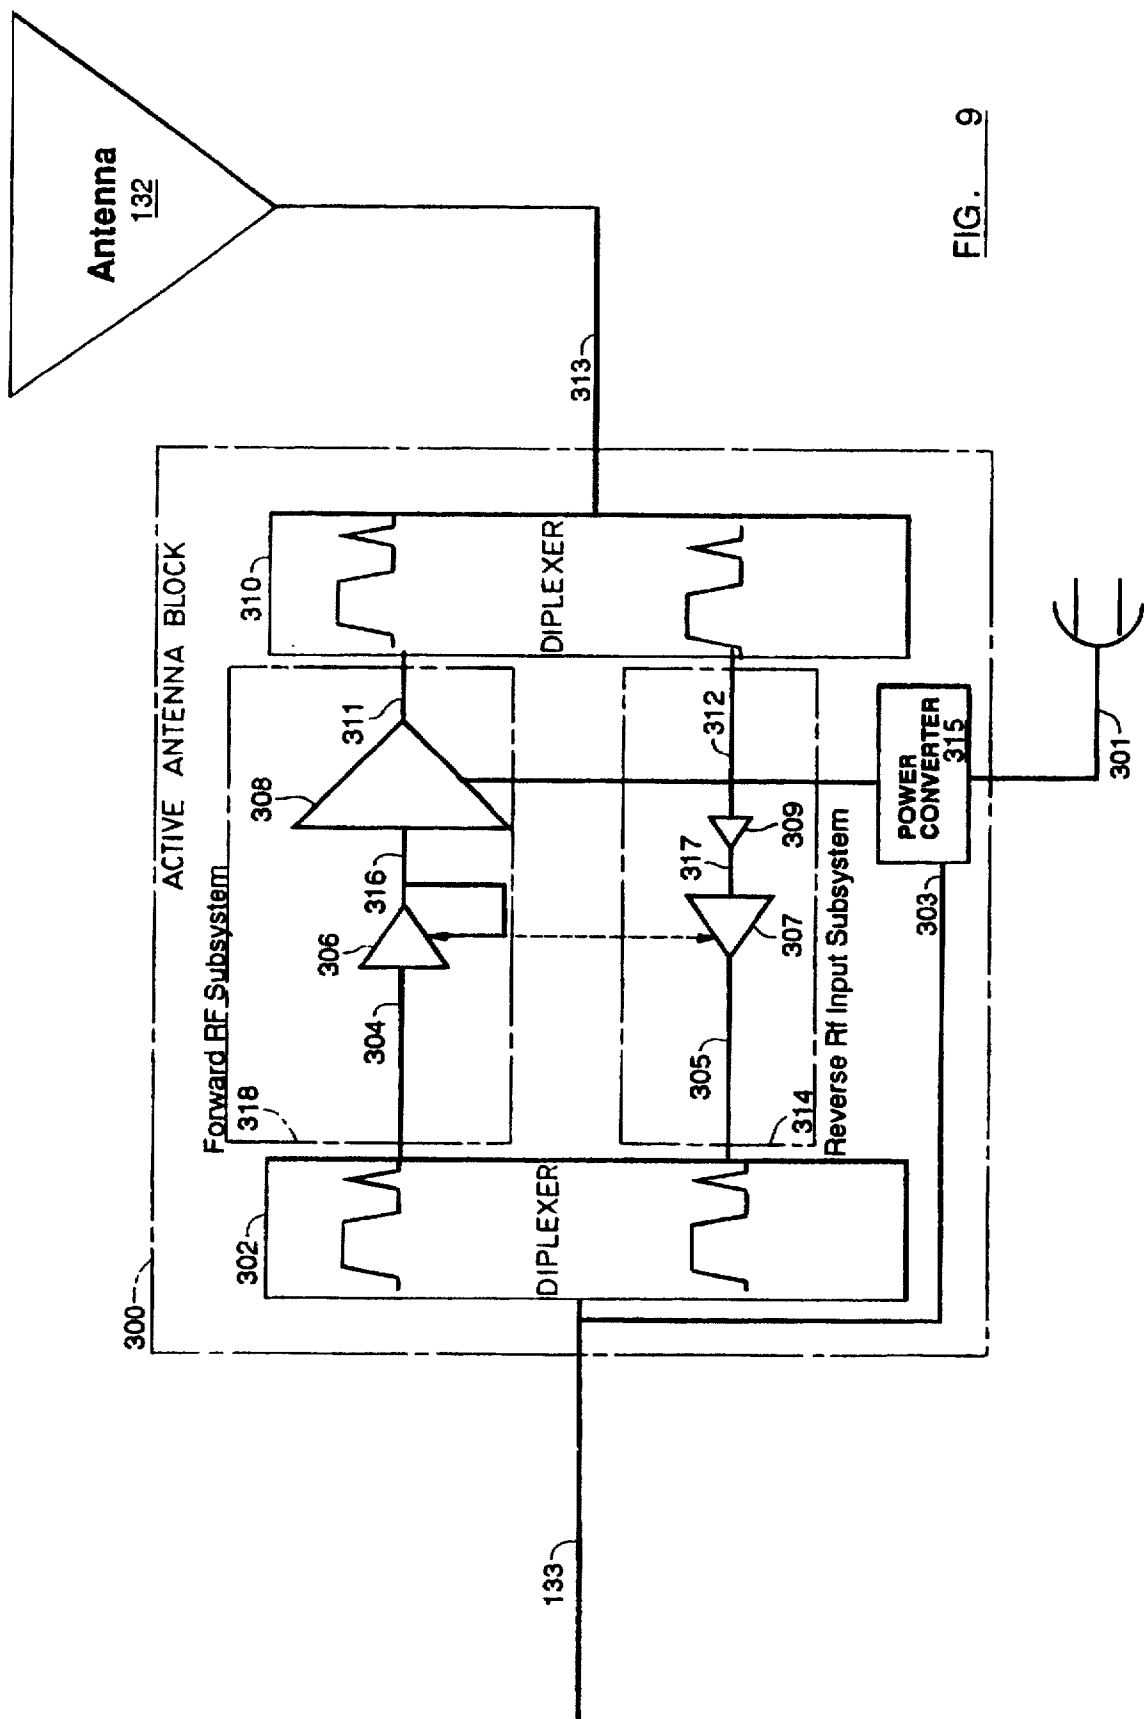 Antenna
132
313
ACTIVE ANTENNA BLOCK
300
Forward RF Subsystem
318
302
DIPLEXER
304
306
316
308
311
310
DIPLEXER
312
309
317
307
305
314
Reverse Rf Input Subsystem
POWER
CONVERTER
315
303
301
133
FIG. 9